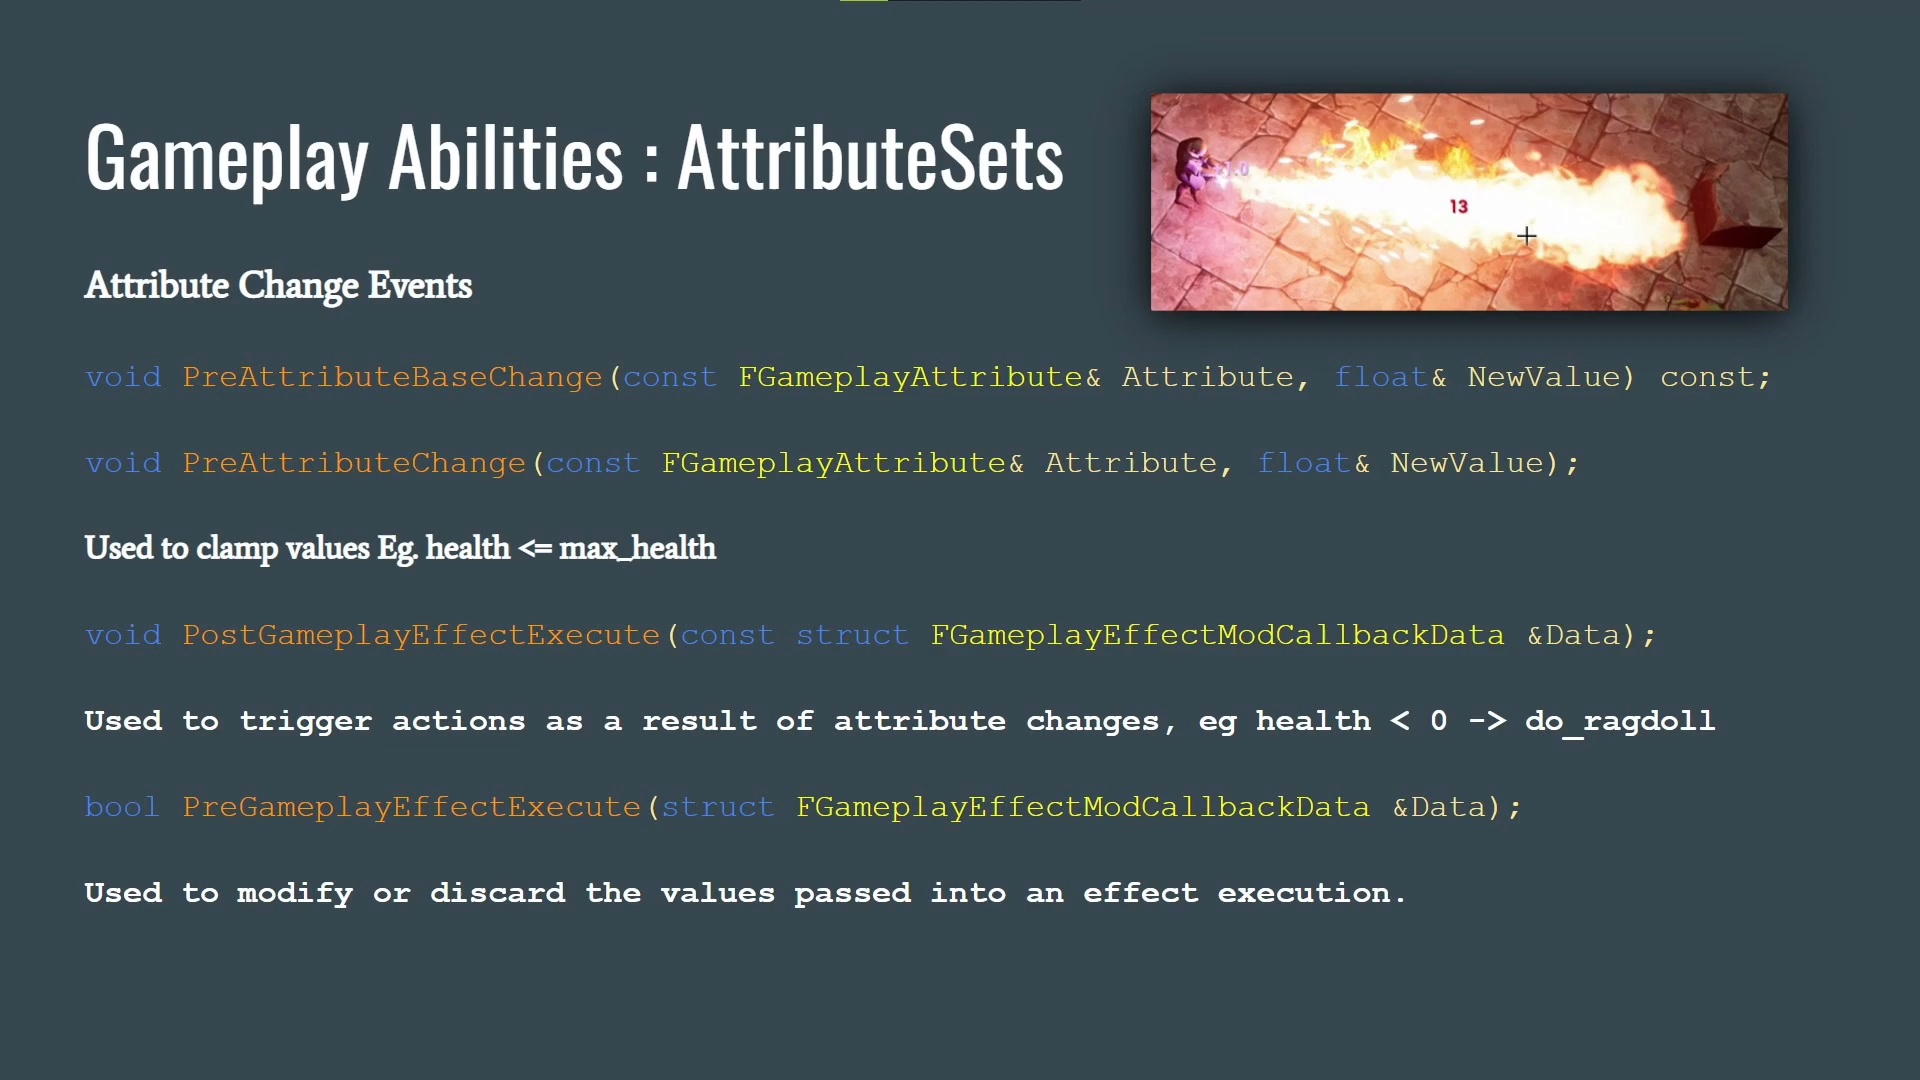 Gameplay Abilities : AttributeSets
13
Attribute Change Events
void PreAttributeBaseChange(const FGameplayAttribute& Attribute, float& NewValue) const;
void PreAttributeChange(const FGameplayAttribute& Attribute, float& NewValue);
Used to clamp values Eg. health <= max_health
void PostGameplayEffectExecute(const struct FGameplayEffectModCallbackData &Data);
Used to trigger actions as a result of attribute changes, eg health < 0 -> do_ragdoll
bool PreGameplayEffectExecute(struct FGameplayEffectModCallbackData &Data);
Used to modify or discard the values passed into an effect execution.